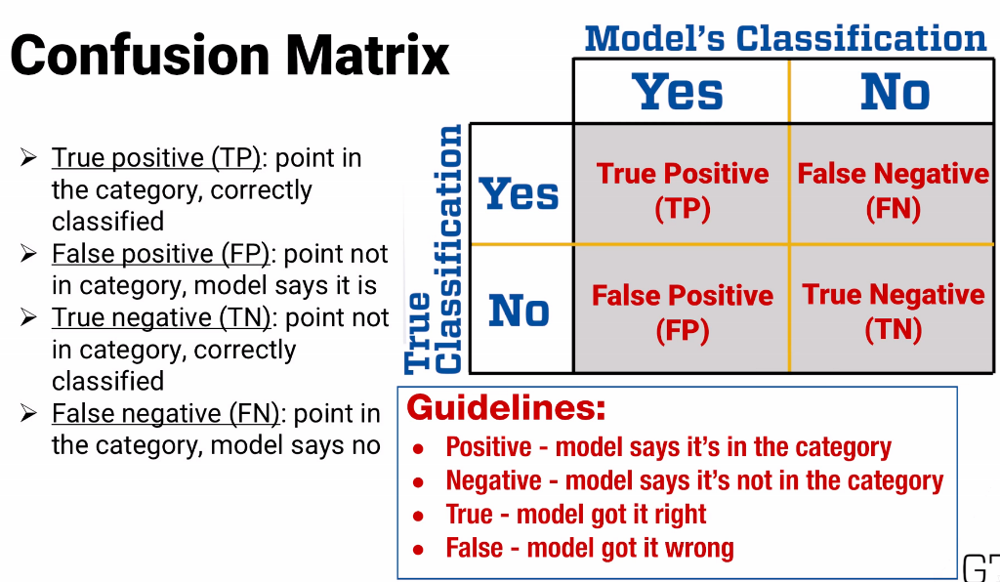 Confusion Matrix
➢ True positive (TP): point in
the category, correctly
classified
➢ False positive (FP): point not
in category, model says it is
➢ True negative (TN): point not
in category, correctly
classified
➢ False negative (FN): point in
the category, model says no
Model's Classification
Yes
No
True
Classification
Yes
True Positive
(TP)
False Negative
(FN)
No
False Positive
(FP)
True Negative
(TN)
Guidelines:
● Positive - model says it's in the category
● Negative - model says it's not in the category
● True - model got it right
● False - model got it wrong